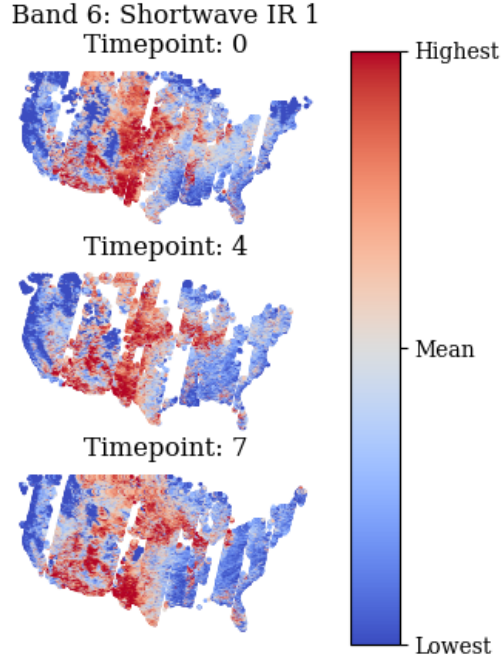 Band 6: Shortwave IR 1
Timepoint: 0
Highest
Timepoint: 4
Mean
Timepoint: 7
Lowest